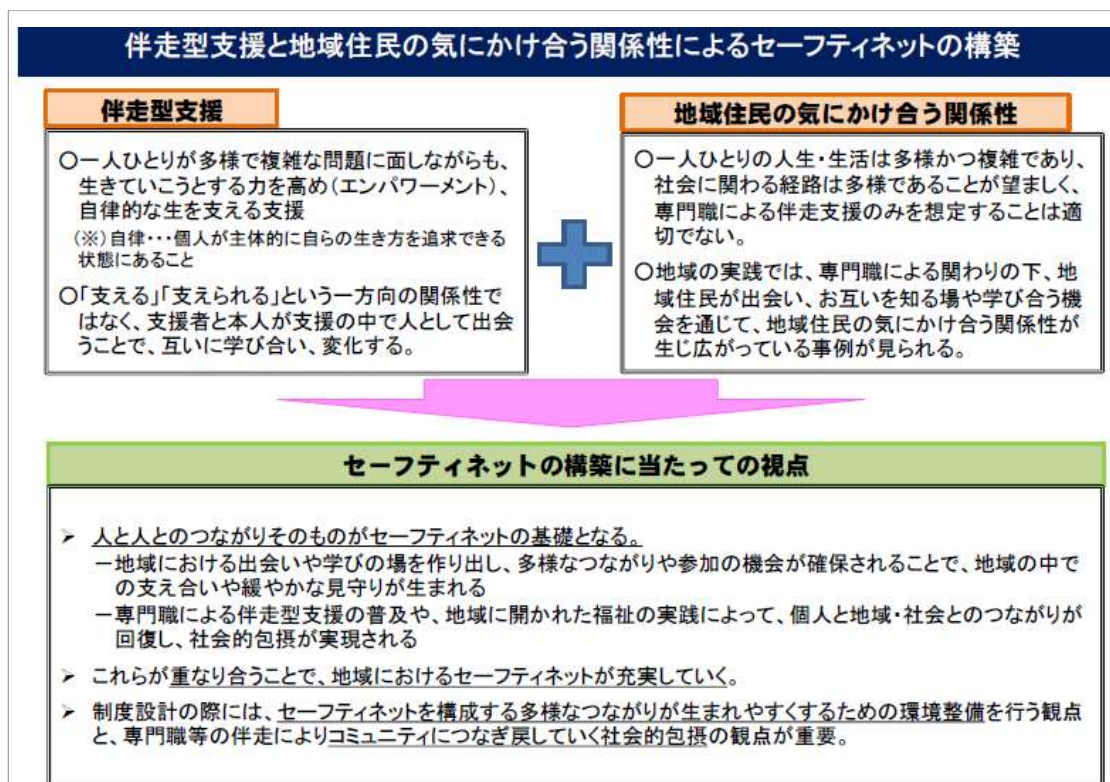 伴走型支援と地域住民の気にかけ合う関係性によるセーフティネットの構築
伴走型支援
○一人ひとりが多様で複雑な問題に面しながらも、
生きていこうとする力を高め(エンパワーメント)、
自律的な生を支える支援
(※)自律・・・個人が主体的に自らの生き方を追求できる
状態にあること
○「支える」「支えられる」という一方向の関係性で
はなく、支援者と本人が支援の中で人として出会
うことで、互いに学び合い、変化する。
地域住民の気にかけ合う関係性
○一人ひとりの人生・生活は多様かつ複雑であり、
社会に関わる経路は多様であることが望ましく、
専門職による伴走支援のみを想定することは適
切でない。
○地域の実践では、専門職による関わりの下、地
域住民が出会い、お互いを知る場や学び合う機
会を通じて、地域住民の気にかけ合う関係性が
生じ広がっている事例が見られる。
セーフティネットの構築に当たっての視点
➢ 人と人とのつながりそのものがセーフティネットの基礎となる。
－地域における出会いや学びの場を作り出し、多様なつながりや参加の機会が確保されることで、地域の中で
の支え合いや緩やかな見守りが生まれる
－専門職による伴走型支援の普及や、地域に開かれた福祉の実践によって、個人と地域・社会とのつながりが
回復し、社会的包摂が実現される
➢ これらが重なり合うことで、地域におけるセーフティネットが充実していく。
➢ 制度設計の際には、セーフティネットを構成する多様なつながりが生まれやすくするための環境整備を行う観点
と、専門職等の伴走によりコミュニティにつなぎ戻していく社会的包摂の観点が重要。